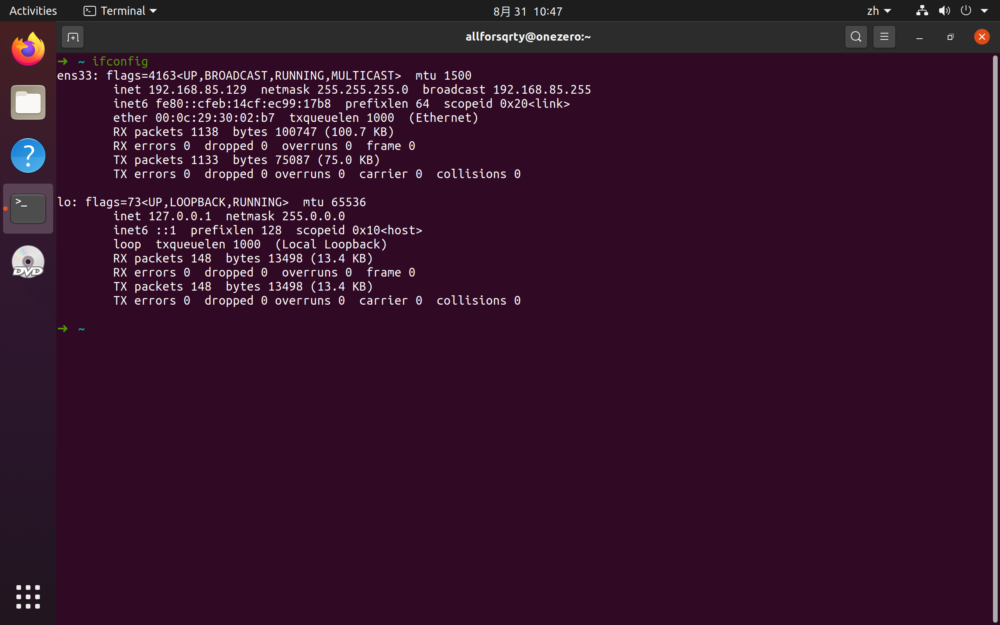 Activities
Terminal
8月 31 10:47
zh
allforsqrty@onezero:~
➜ ~ ifconfig
ens33: flags=4163<UP,BROADCAST,RUNNING,MULTICAST>  mtu 1500
        inet 192.168.85.129  netmask 255.255.255.0  broadcast 192.168.85.255
        inet6 fe80::cfeb:14cf:ec99:17b8  prefixlen 64  scopeid 0x20<link>
        ether 00:0c:29:30:02:b7  txqueuelen 1000  (Ethernet)
        RX packets 1138  bytes 100747 (100.7 KB)
        RX errors 0  dropped 0  overruns 0  frame 0
        TX packets 1133  bytes 75087 (75.0 KB)
        TX errors 0  dropped 0 overruns 0  carrier 0  collisions 0
lo: flags=73<UP,LOOPBACK,RUNNING>  mtu 65536
        inet 127.0.0.1  netmask 255.0.0.0
        inet6 ::1  prefixlen 128  scopeid 0x10<host>
        loop  txqueuelen 1000  (Local Loopback)
        RX packets 148  bytes 13498 (13.4 KB)
        RX errors 0  dropped 0  overruns 0  frame 0
        TX packets 148  bytes 13498 (13.4 KB)
        TX errors 0  dropped 0 overruns 0  carrier 0  collisions 0
➜ ~
DVD